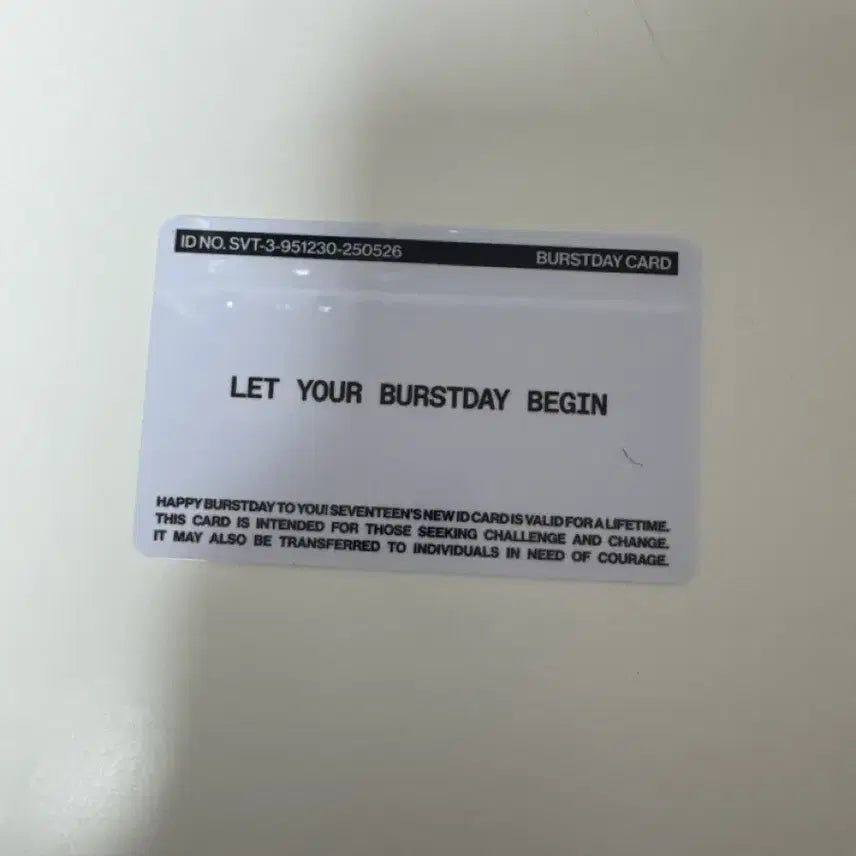 ID NO. SVT-3-951230-250526 BURSTDAY CARD
LET YOUR BURSTDAY BEGIN
HAPPY BURSTDAY TO YOU! SEVENTEEN'S NEW ID CARD IS VALID FOR A LIFETIME.
THIS CARD IS INTENDED FOR THOSE SEEKING CHALLENGE AND CHANGE.
IT MAY ALSO BE TRANSFERRED TO INDIVIDUALS IN NEED OF COURAGE.